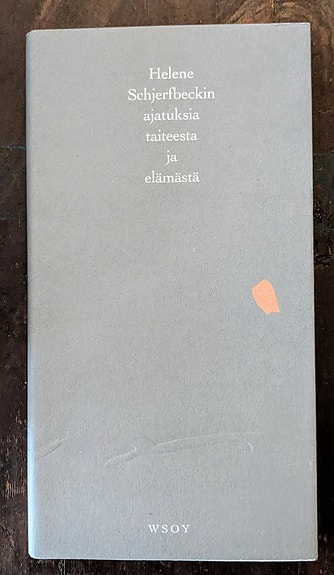 Helene
Schjerfbeckin
ajatuksia
taiteesta
ja
elämästä
WSOY